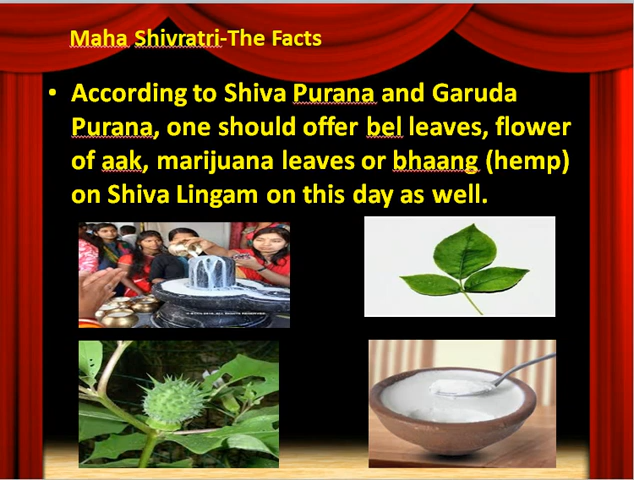 Maha Shivratri-The Facts
• According to Shiva Purana and Garuda
Purana, one should offer bel leaves, flower
of aak, marijuana leaves or bhaang (hemp)
on Shiva Lingam on this day as well.